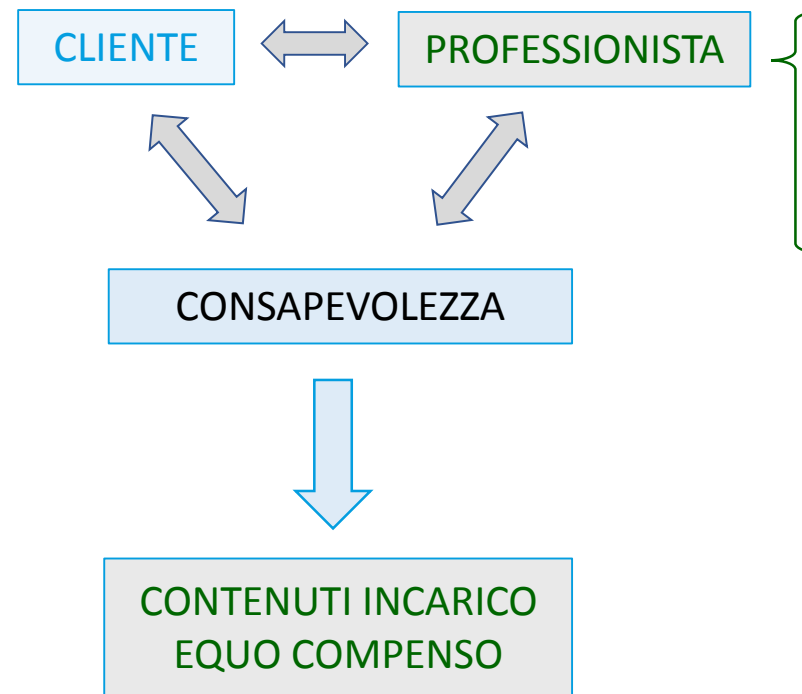 CLIENTE
PROFESSIONISTA
CONSAPEVOLEZZA
CONTENUTI INCARICO
EQUO COMPENSO